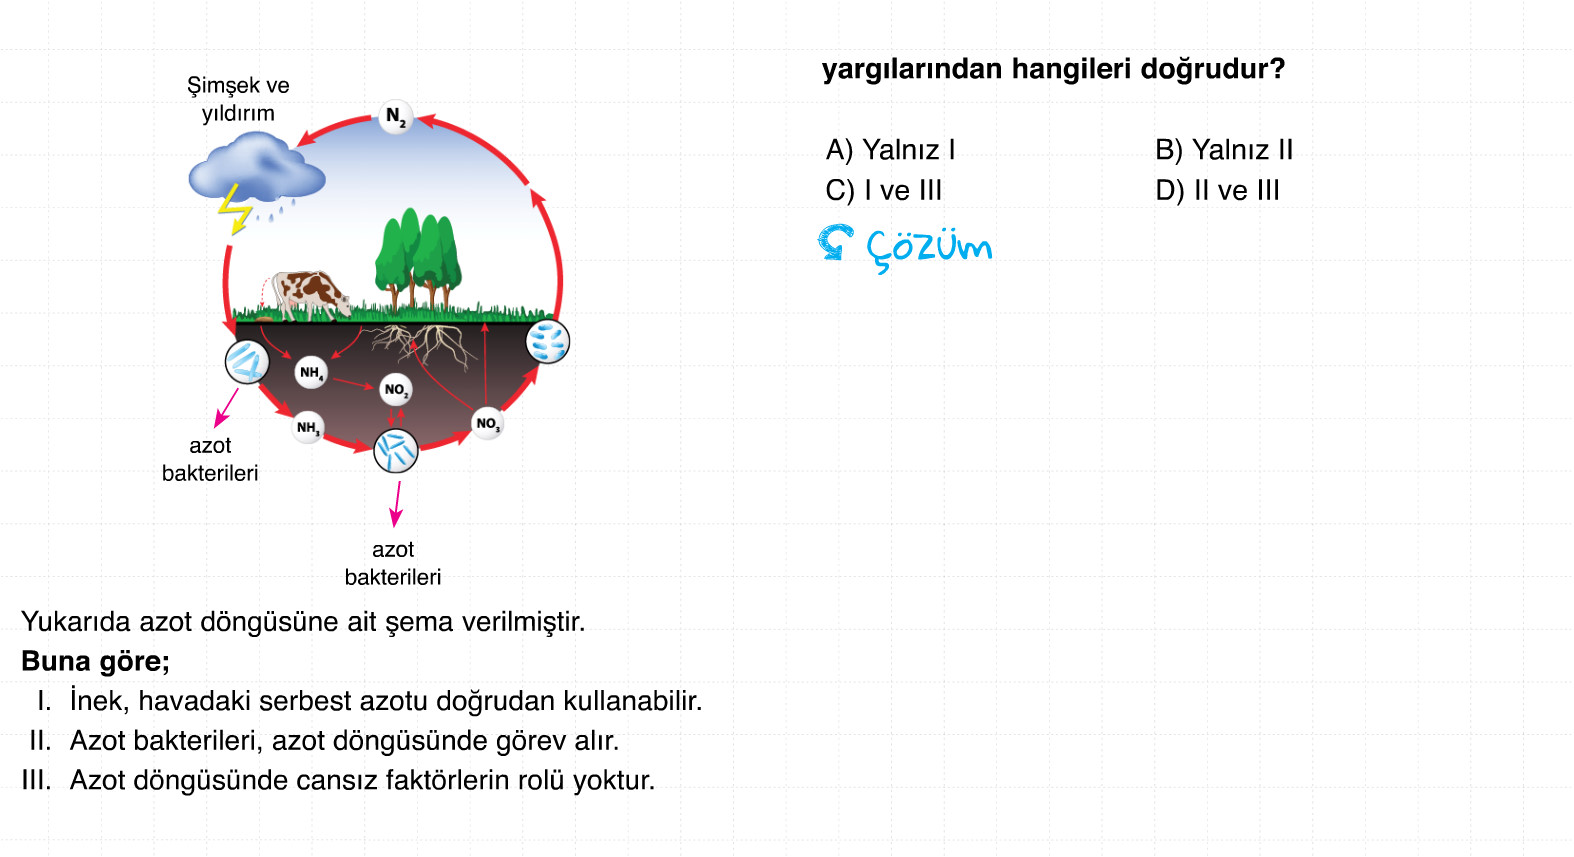 Şimşek ve
yıldırım
N2
NH4
NO2
NH3
NO3
azot
bakterileri
azot
bakterileri
Yukarıda azot döngüsüne ait şema verilmiştir.
Buna göre;
I. İnek, havadaki serbest azotu doğrudan kullanabilir.
II. Azot bakterileri, azot döngüsünde görev alır.
III. Azot döngüsünde cansız faktörlerin rolü yoktur.
yargılarından hangileri doğrudur?
A) Yalnız I B) Yalnız II
C) I ve III D) II ve III
Çözüm